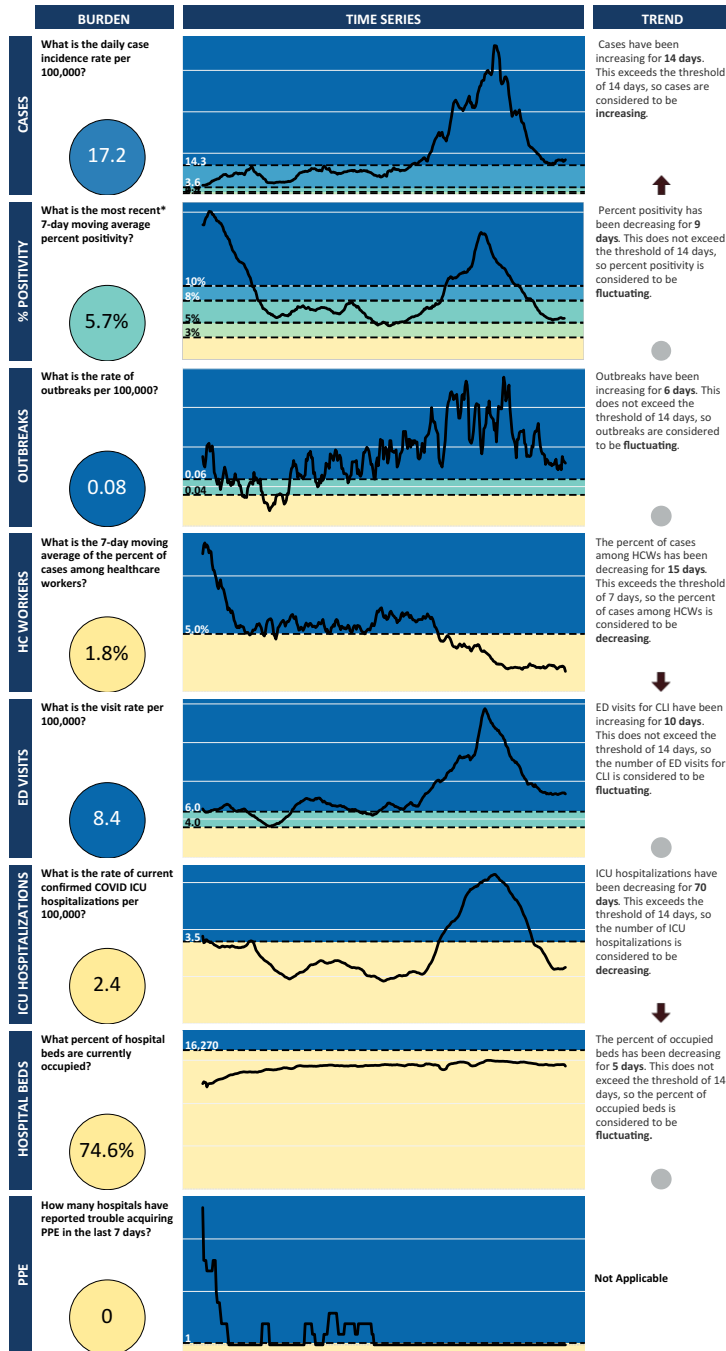 BURDEN
TIME SERIES
TREND
CASES
What is the daily case
incidence rate per
100,000?
17.2
14.3
3.6
Cases have been
increasing for 14 days.
This exceeds the threshold
of 14 days, so cases are
considered to be
increasing.
% POSITIVITY
What is the most recent*
7-day moving average
percent positivity?
5.7%
10%
8%
5%
3%
Percent positivity has
been decreasing for 9
days. This does not exceed
the threshold of 14 days,
so percent positivity is
considered to be
fluctuating.
OUTBREAKS
What is the rate of
outbreaks per 100,000?
0.08
0.06
0.04
Outbreaks have been
increasing for 6 days. This
does not exceed the
threshold of 14 days, so
outbreaks are considered
to be fluctuating.
HC WORKERS
What is the 7-day moving
average of the percent of
cases among healthcare
workers?
1.8%
5.0%
The percent of cases
among HCWs has been
decreasing for 15 days.
This exceeds the threshold
of 7 days, so the percent
of cases among HCWs is
considered to be
decreasing.
ED VISITS
What is the visit rate per
100,000?
8.4
6.0
4.0
ED visits for CLI have been
increasing for 10 days.
This does not exceed the
threshold of 14 days, so
the number of ED visits for
CLI is considered to be
fluctuating.
ICU HOSPITALIZATIONS
What is the rate of current
confirmed COVID ICU
hospitalizations per
100,000?
2.4
3.5
ICU hospitalizations have
been decreasing for 70
days. This exceeds the
threshold of 14 days, so
the number of ICU
hospitalizations is
considered to be
decreasing.
HOSPITAL BEDS
What percent of hospital
beds are currently
occupied?
74.6%
16,270
The percent of occupied
beds has been decreasing
for 5 days. This does not
exceed the threshold of 14
days, so the percent of
occupied beds is
considered to be
fluctuating.
PPE
How many hospitals have
reported trouble acquiring
PPE in the last 7 days?
0
1
Not Applicable